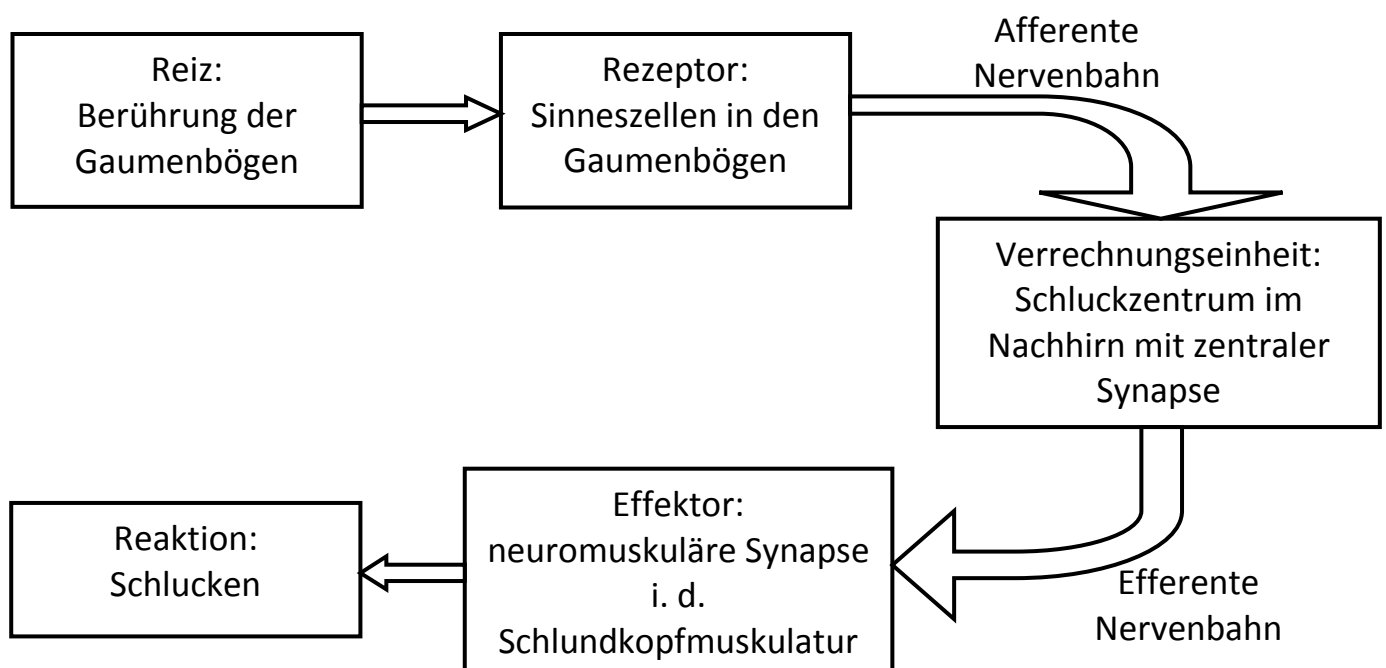 Reiz:
Berührung der
Gaumenbögen
Rezeptor:
Sinneszellen in den
Gaumenbögen
Afferente
Nervenbahn
Verrechnungseinheit:
Schluckzentrum im
Nachhirn mit zentraler
Synapse
Efferente
Nervenbahn
Effektor:
neuromuskuläre Synapse
i. d.
Schlundkopfmuskulatur
Reaktion:
Schlucken